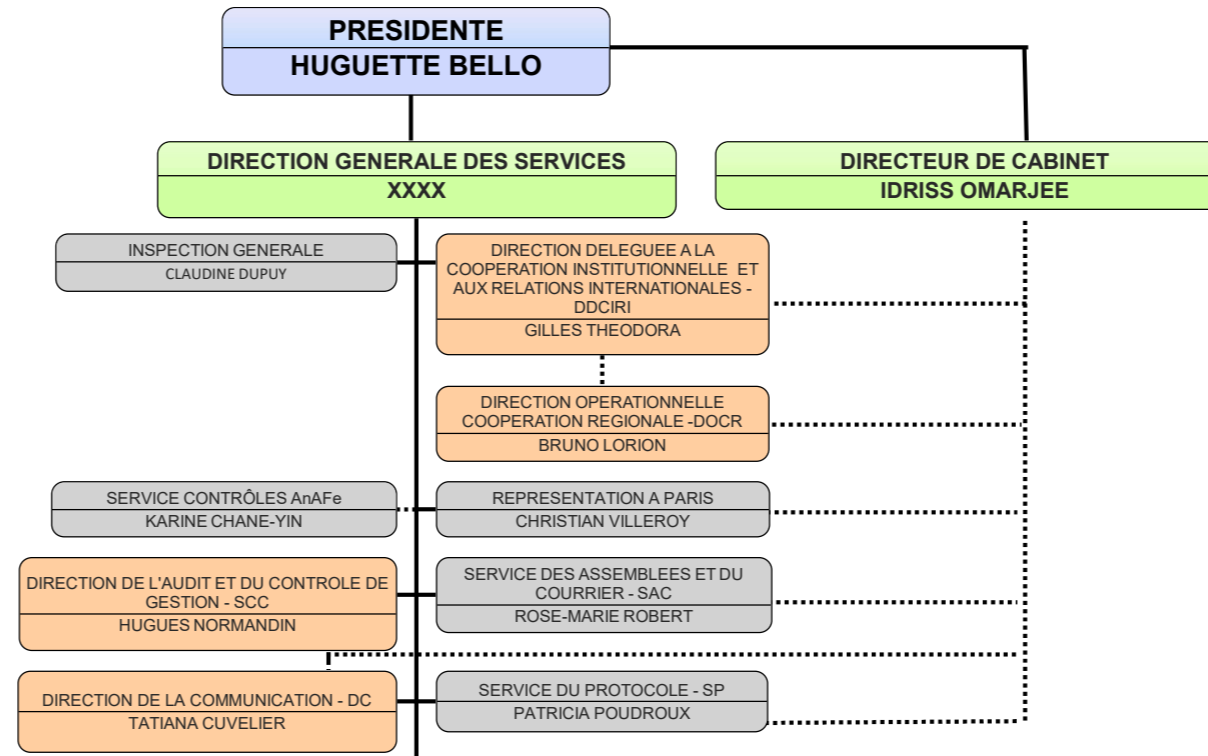 PRESIDENTE
HUGUETTE BELLO
DIRECTION GENERALE DES SERVICES
XXXX
DIRECTEUR DE CABINET
IDRISS OMARJEE
INSPECTION GENERALE
CLAUDINE DUPUY
DIRECTION DELEGUEE A LA
COOPERATION INSTITUTIONNELLE ET
AUX RELATIONS INTERNATIONALES -
DDCIRI
GILLES THEODORA
DIRECTION OPERATIONNELLE
COOPERATION REGIONALE -DOCR
BRUNO LORION
SERVICE CONTRÔLES AnAFe
KARINE CHANE-YIN
REPRESENTATION A PARIS
CHRISTIAN VILLEROY
DIRECTION DE L'AUDIT ET DU CONTROLE DE
GESTION - SCC
HUGUES NORMANDIN
SERVICE DES ASSEMBLEES ET DU
COURRIER - SAC
ROSE-MARIE ROBERT
DIRECTION DE LA COMMUNICATION - DC
TATIANA CUVELIER
SERVICE DU PROTOCOLE - SP
PATRICIA POUDROUX